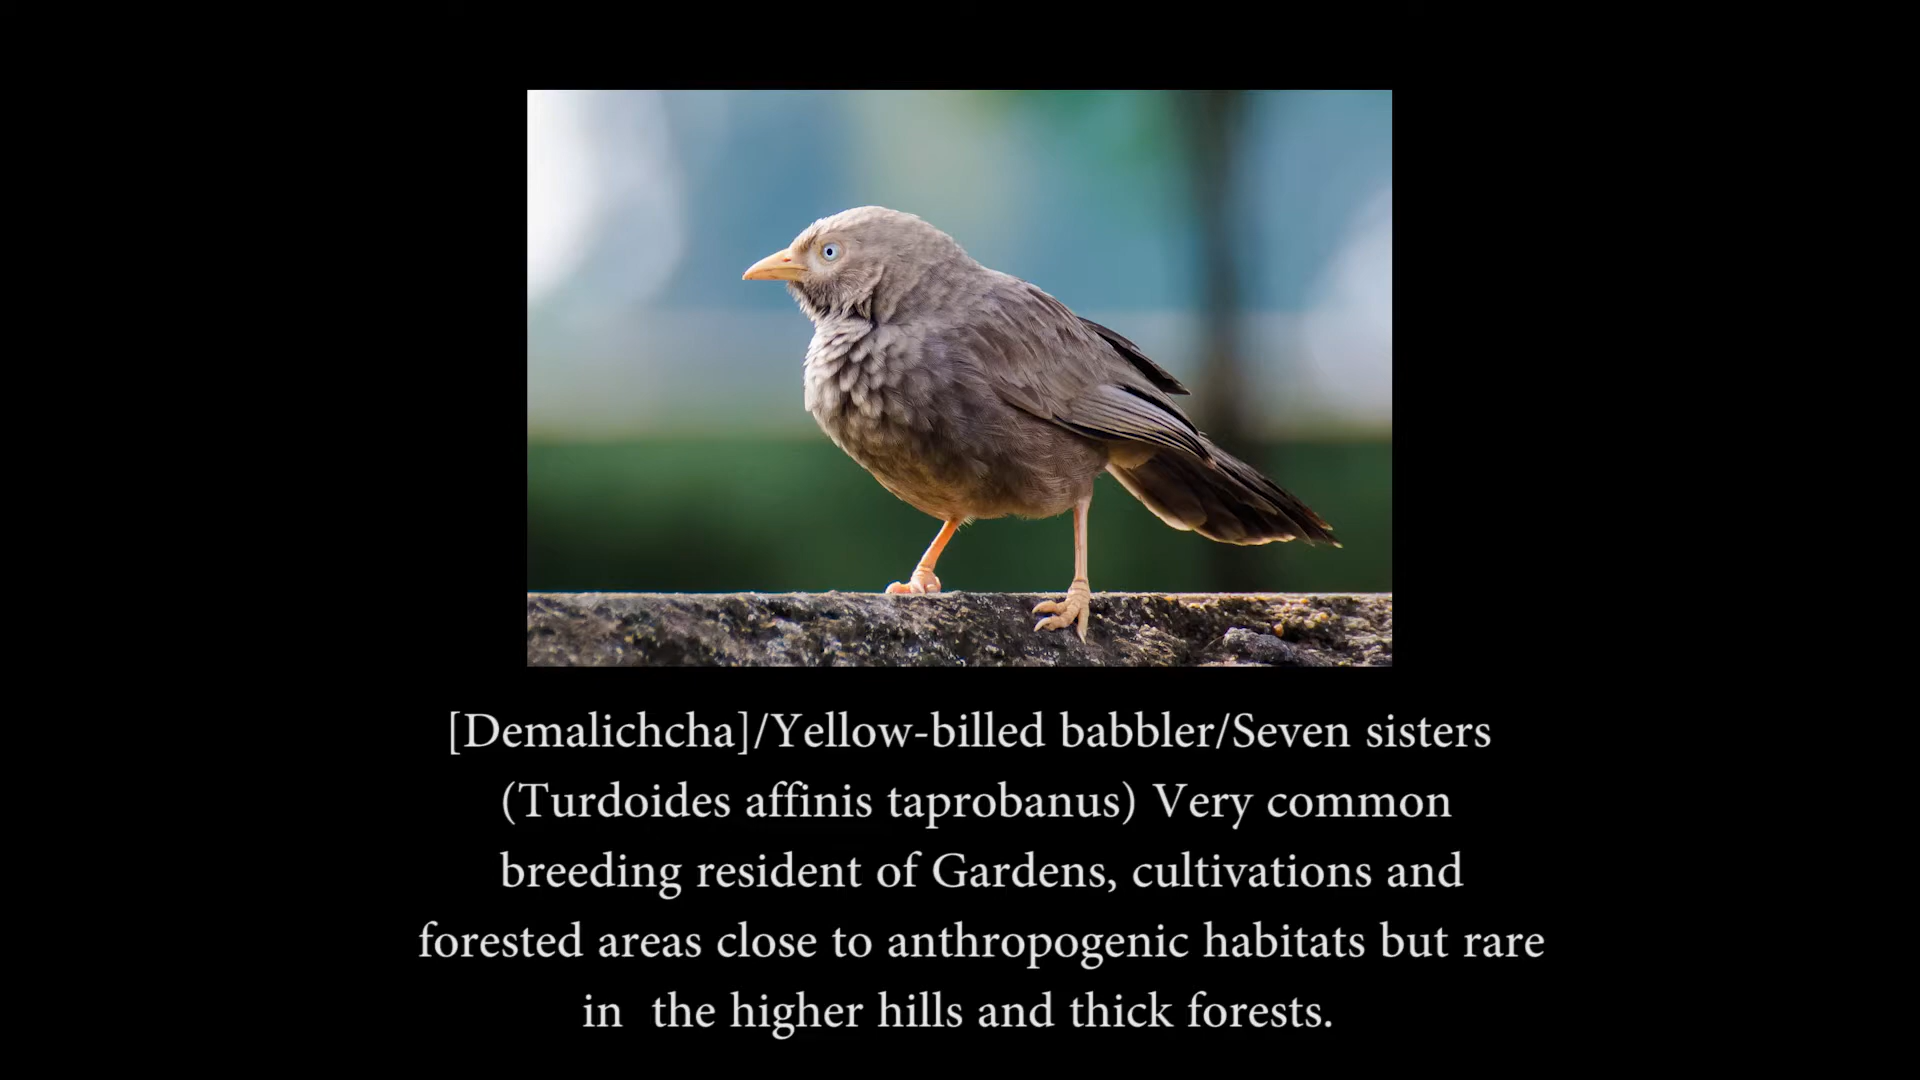 [Demalichcha]/Yellow-billed babbler/Seven sisters
(Turdoides affinis taprobanus) Very common
breeding resident of Gardens, cultivations and
forested areas close to anthropogenic habitats but rare
in  the higher hills and thick forests.